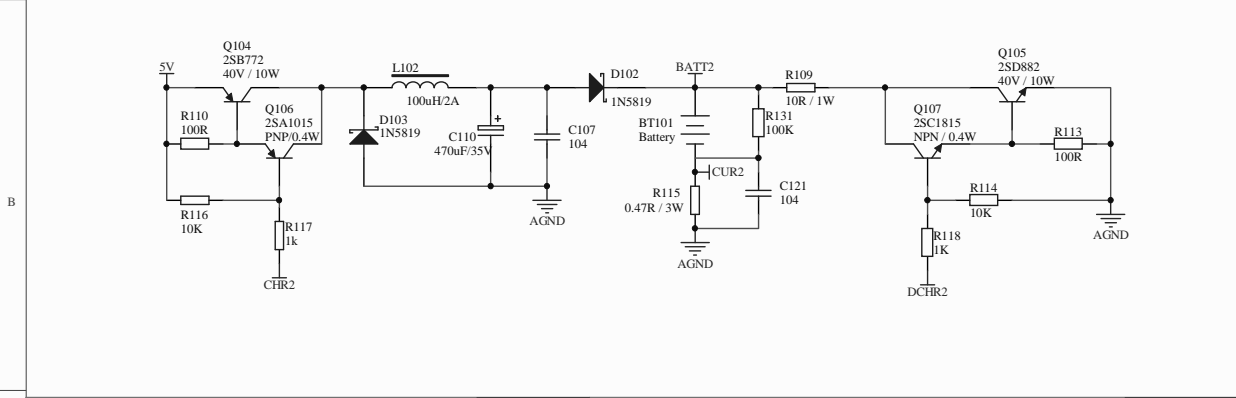 Q104
2SB772
40V / 10W
5V
R110
100R
Q106
2SA1015
PNP/0.4W
R116
10K
R117
1k
CHR2
L102
100uH/2A
D103
1N5819
+
C110
470uF/35V
C107
104
AGND
D102
1N5819
BATT2
BT101
Battery
R131
100K
CUR2
R115
0.47R / 3W
C121
104
AGND
R109
10R / 1W
Q105
2SD882
40V / 10W
Q107
2SC1815
NPN / 0.4W
R113
100R
R114
10K
R118
1K
DCHR2
AGND
B